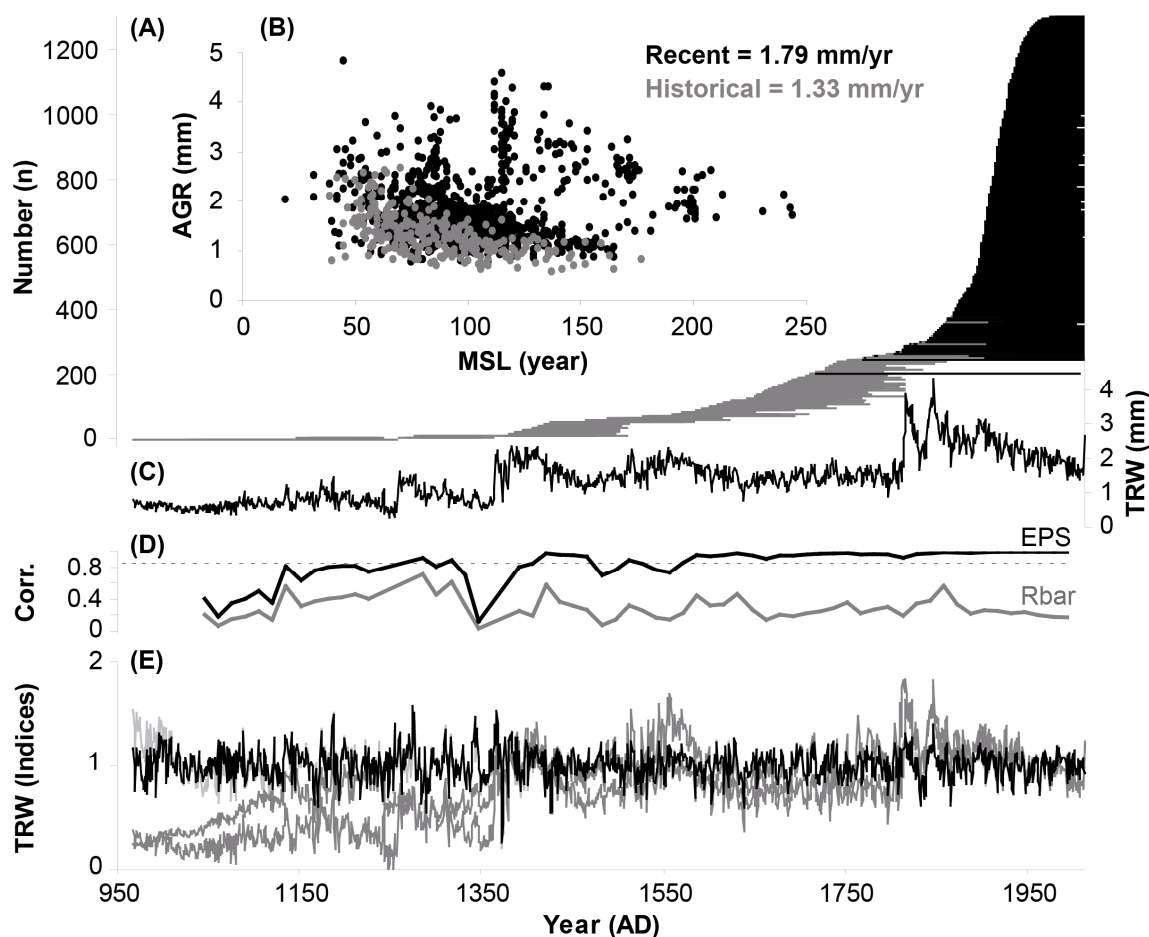 (A)
(B)
Recent = 1.79 mm/yr
Historical = 1.33 mm/yr
5
4
3
2
1
0
AGR (mm)
0 50 100 150 200 250
MSL (year)
1200
1000
800
600
400
200
0
Number (n)
(C)
4
3
2
1
0
TRW (mm)
(D)
EPS
Rbar
0.8
0.4
0
Corr.
(E)
2
1
0
TRW (Indices)
950 1150 1350 1550 1750 1950
Year (AD)